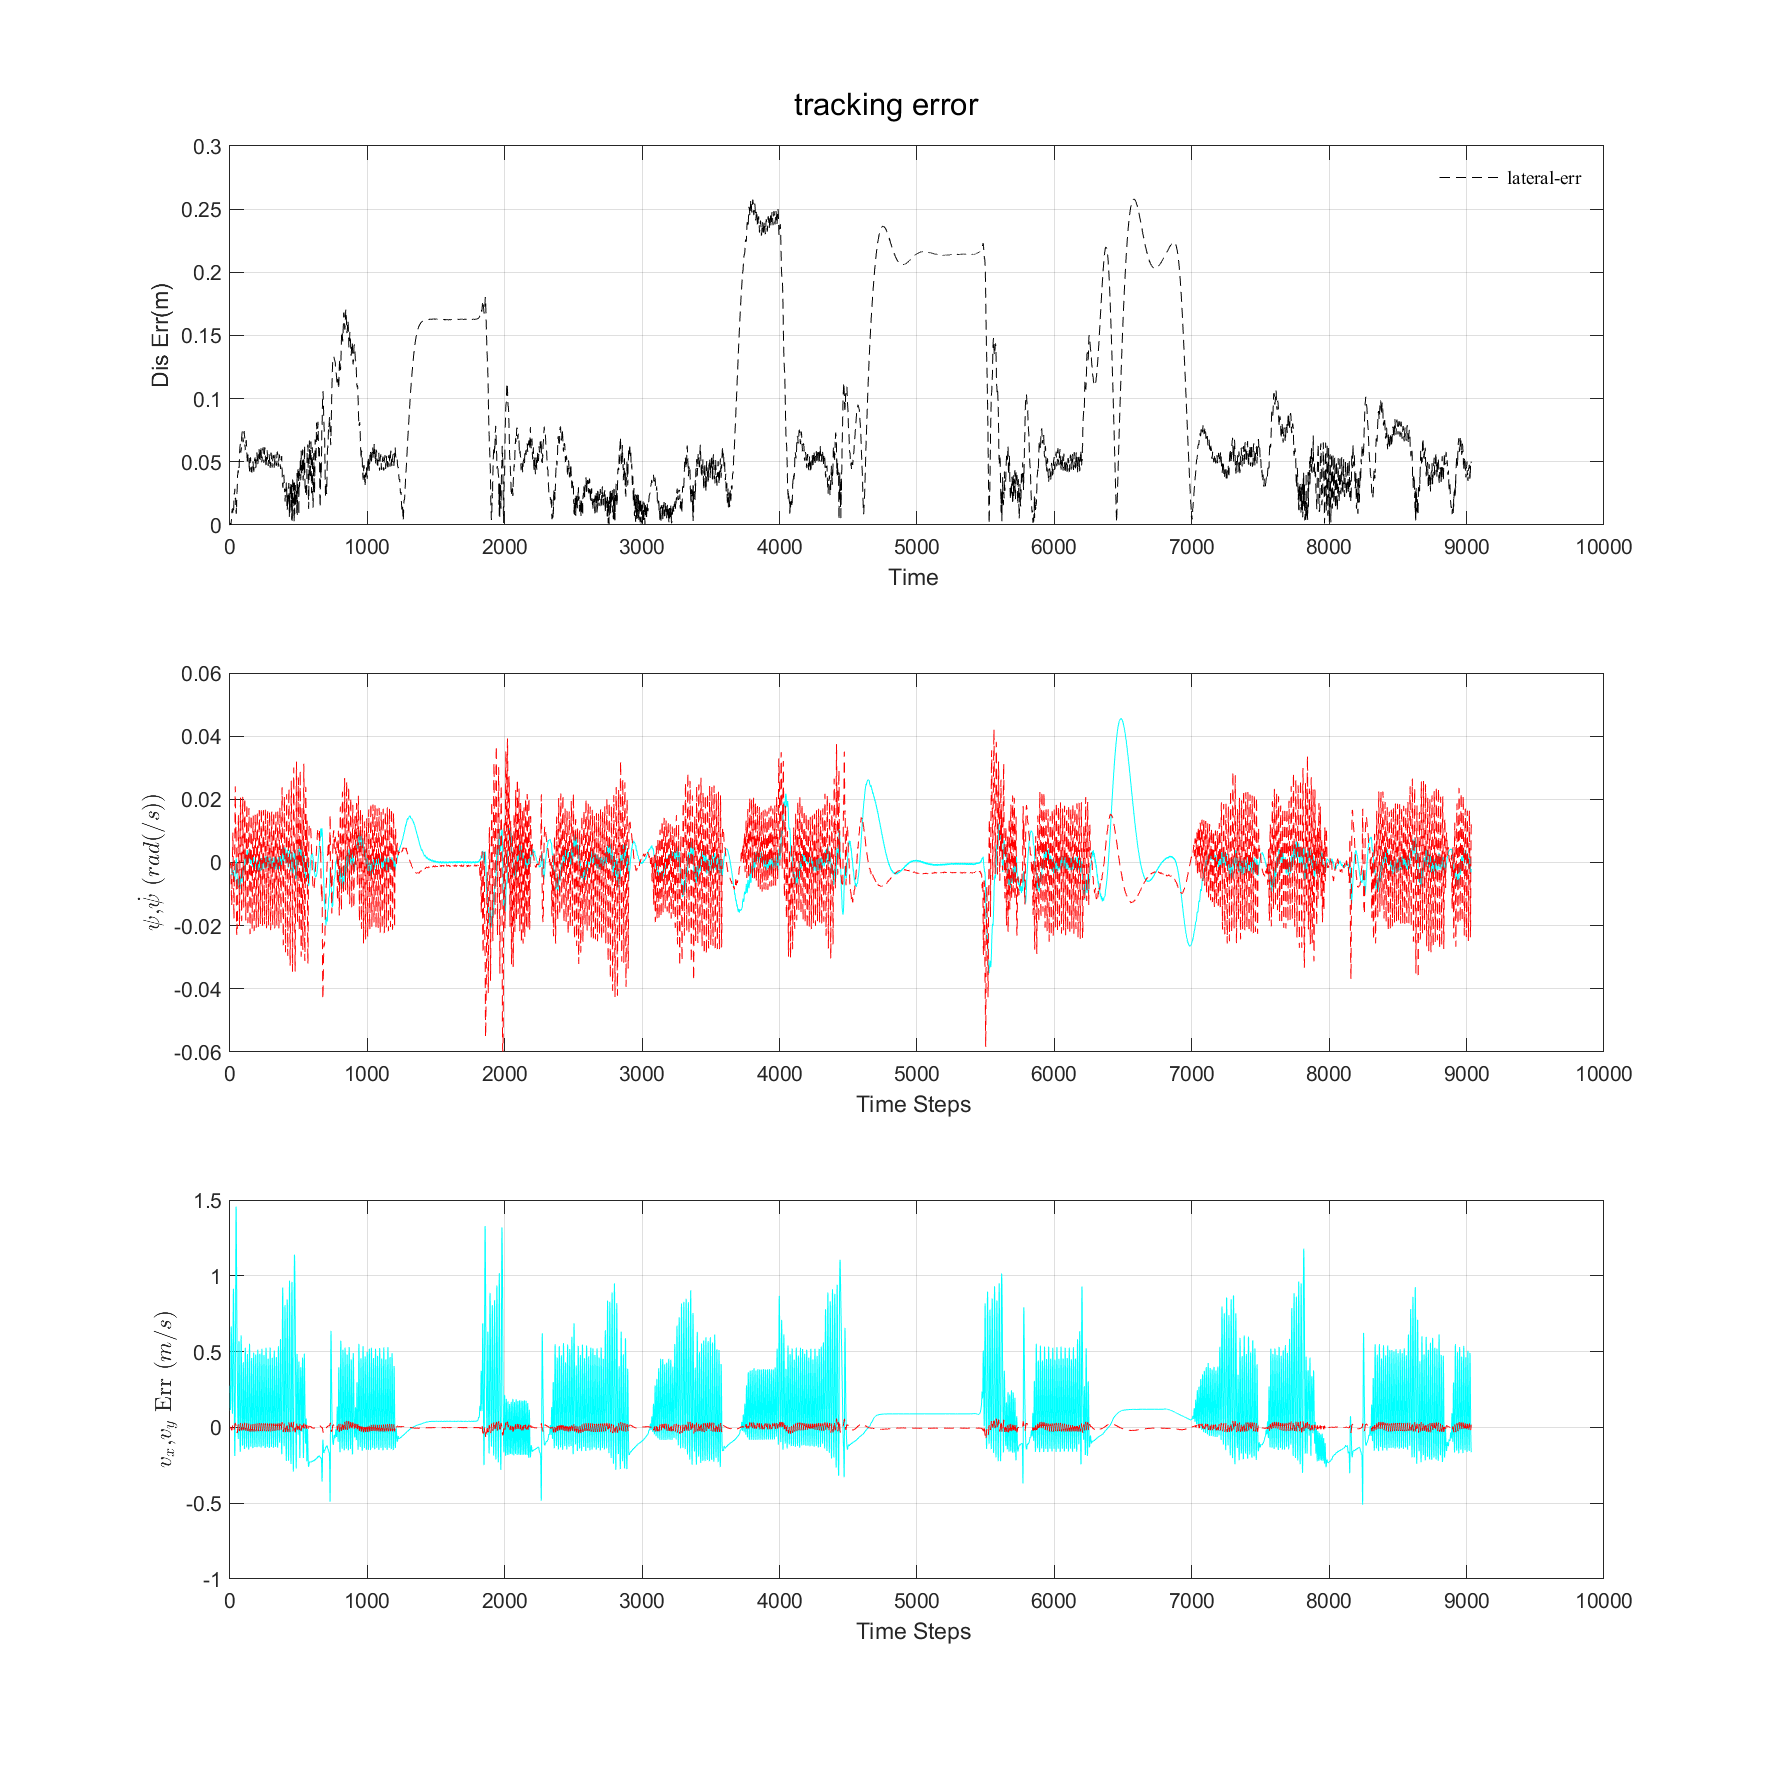 tracking error
0.3
0.25
0.2
0.15
0.1
0.05
0
Dis Err(m)
lateral-err
0 1000 2000 3000 4000 5000 6000 7000 8000 9000 10000
Time
0.06
0.04
0.02
0
-0.02
-0.04
-0.06
ψ,ψ̇ (rad(/s))
0 1000 2000 3000 4000 5000 6000 7000 8000 9000 10000
Time Steps
1.5
1
0.5
0
-0.5
-1
vₓ,v_y Err (m/s)
0 1000 2000 3000 4000 5000 6000 7000 8000 9000 10000
Time Steps